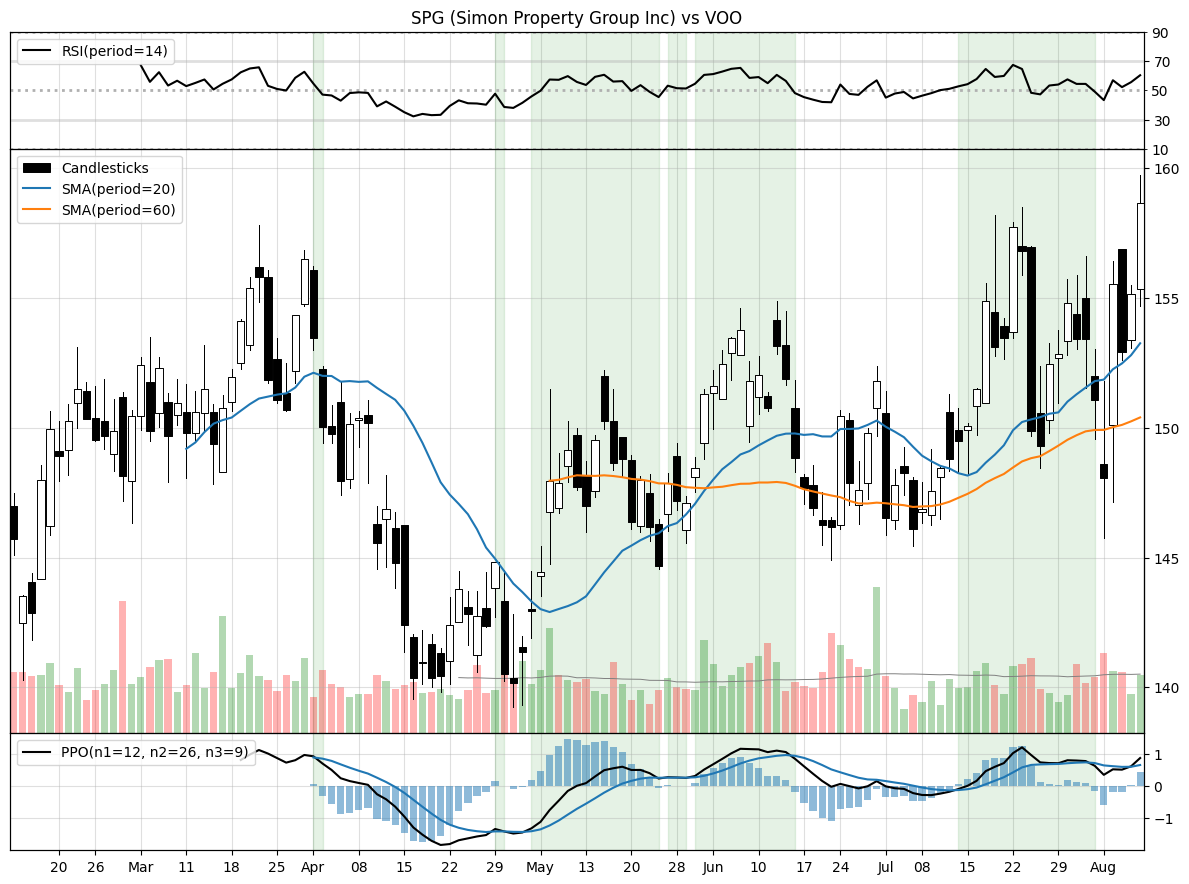 SPG (Simon Property Group Inc) vs VOO
RSI(period=14)
90
70
50
30
10
Candlesticks
SMA(period=20)
SMA(period=60)
160
155
150
145
140
PPO(n1=12, n2=26, n3=9)
1
0
−1
20 26 Mar 11 18 25 Apr 08 15 22 29 May 13 20 28 Jun 10 17 24 Jul 08 15 22 29 Aug